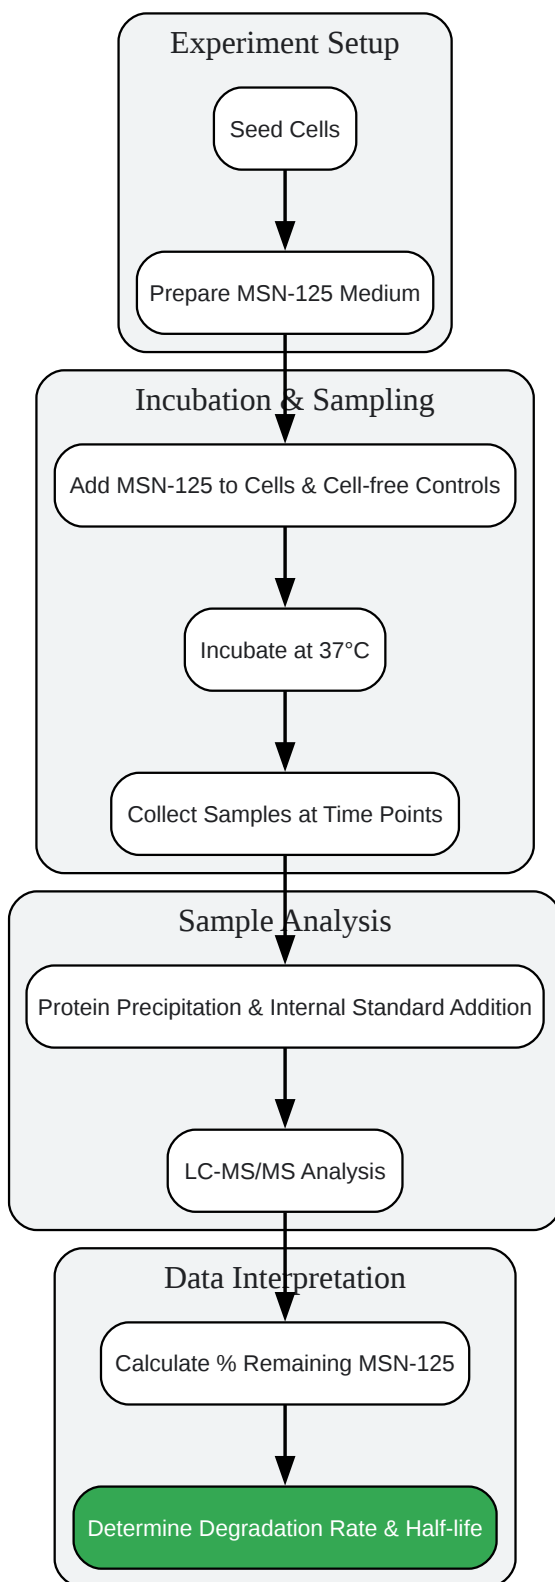 Experiment Setup
Seed Cells
Prepare MSN-125 Medium
Incubation & Sampling
Add MSN-125 to Cells & Cell-free Controls
Incubate at 37°C
Collect Samples at Time Points
Sample Analysis
Protein Precipitation & Internal Standard Addition
LC-MS/MS Analysis
Data Interpretation
Calculate % Remaining MSN-125
Determine Degradation Rate & Half-life